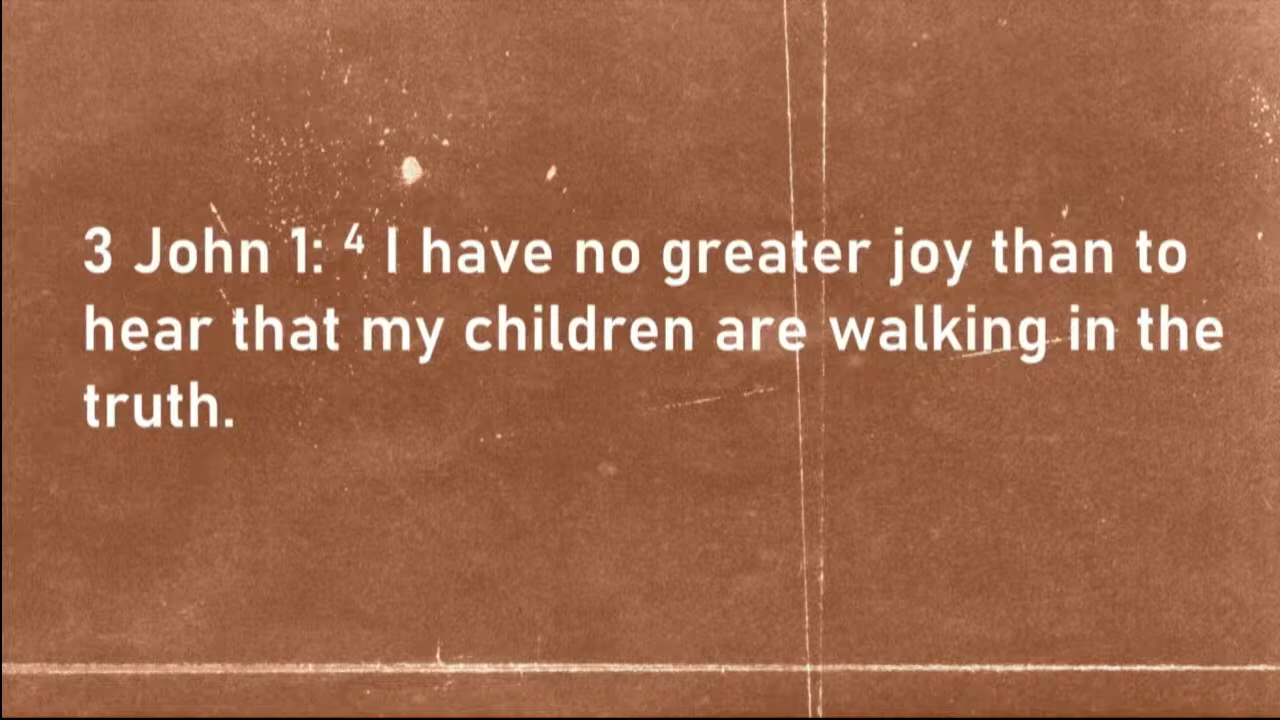 3 John 1: ⁴ I have no greater joy than to
hear that my children are walking in the
truth.